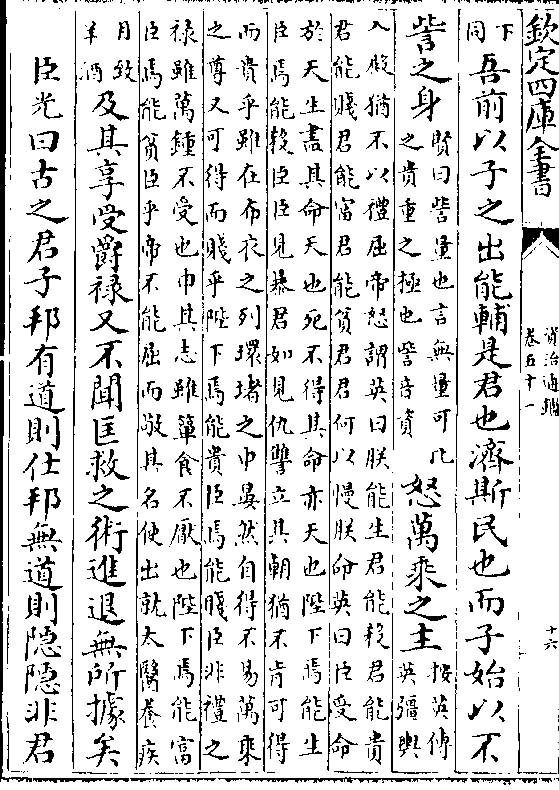 欽定四庫全書
資治通鑑
卷五十一
十六
下同吾前以子之出能輔是君也濟斯民也而子始以不
訾之身賢曰訾量也言無量可比之貴重之極也訾音資怒萬乘之主按英傳英彊輿
入殿猶不以禮屈帝怒謂英曰朕能生君能殺君能貴
君能賤君能富君能貧君君何以慢朕命英曰臣受命
於天生盡其命天也死不得其命亦天也陛下焉能生
臣焉能殺臣臣見暴君如見仇讎立其朝猶不肯可得
而貴乎雖在布衣之列環堵之中晏然自得不易萬乘
之尊又可得而賤乎陛下焉能貴臣焉能賤臣非禮之
祿雖萬鍾不受也申其志雖簞食不厭也陛下焉能富
臣焉能貧臣乎帝不能屈而敬其名使出就太醫養疾
月致羊酒及其享受爵祿又不聞匡救之術進退無所據矣
臣光曰古之君子邦有道則仕邦無道則隱隱非君